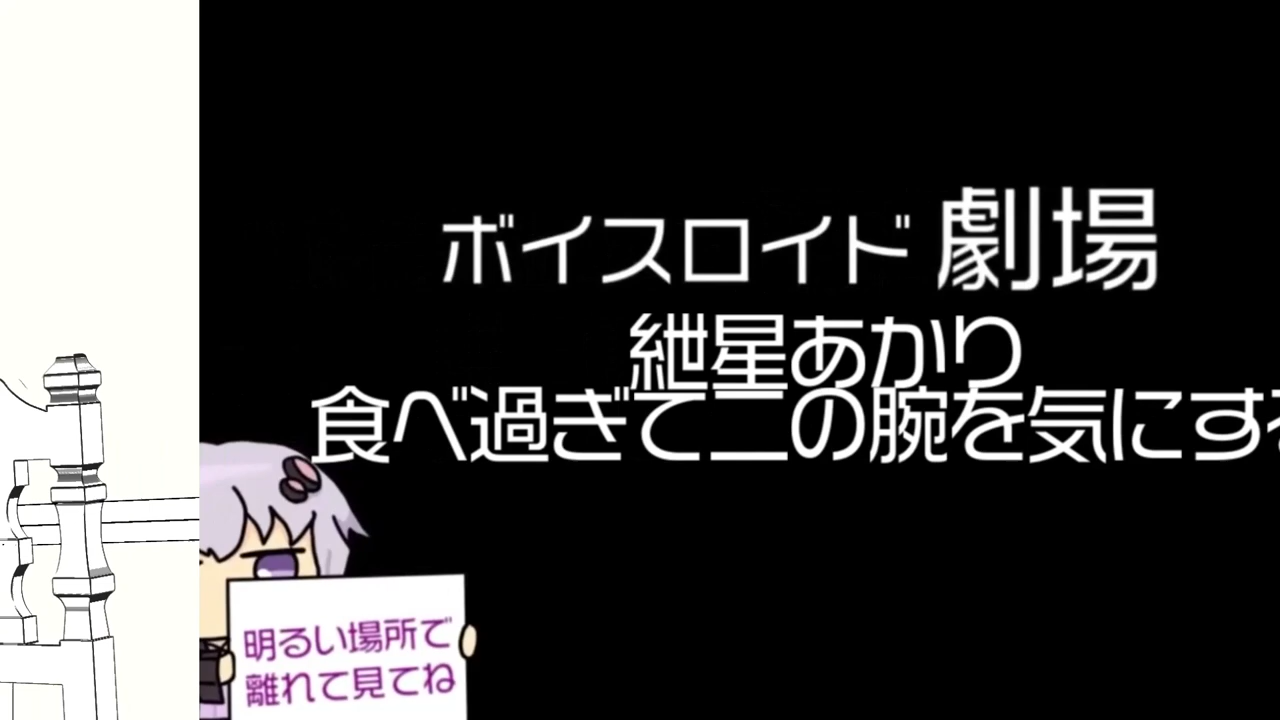 ボイスロイド劇場
紲星あかり
食べ過ぎて二の腕を気にする
明るい場所で
離れて見てね